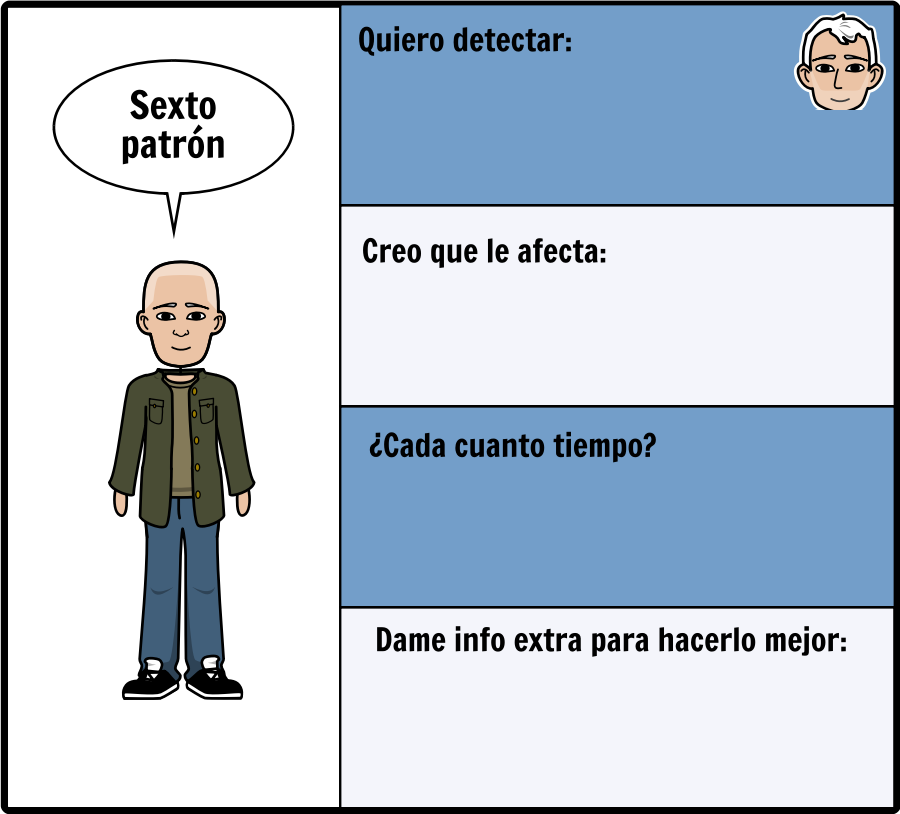 Sexto
patrón
Quiero detectar:
Creo que le afecta:
¿Cada cuanto tiempo?
Dame info extra para hacerlo mejor: